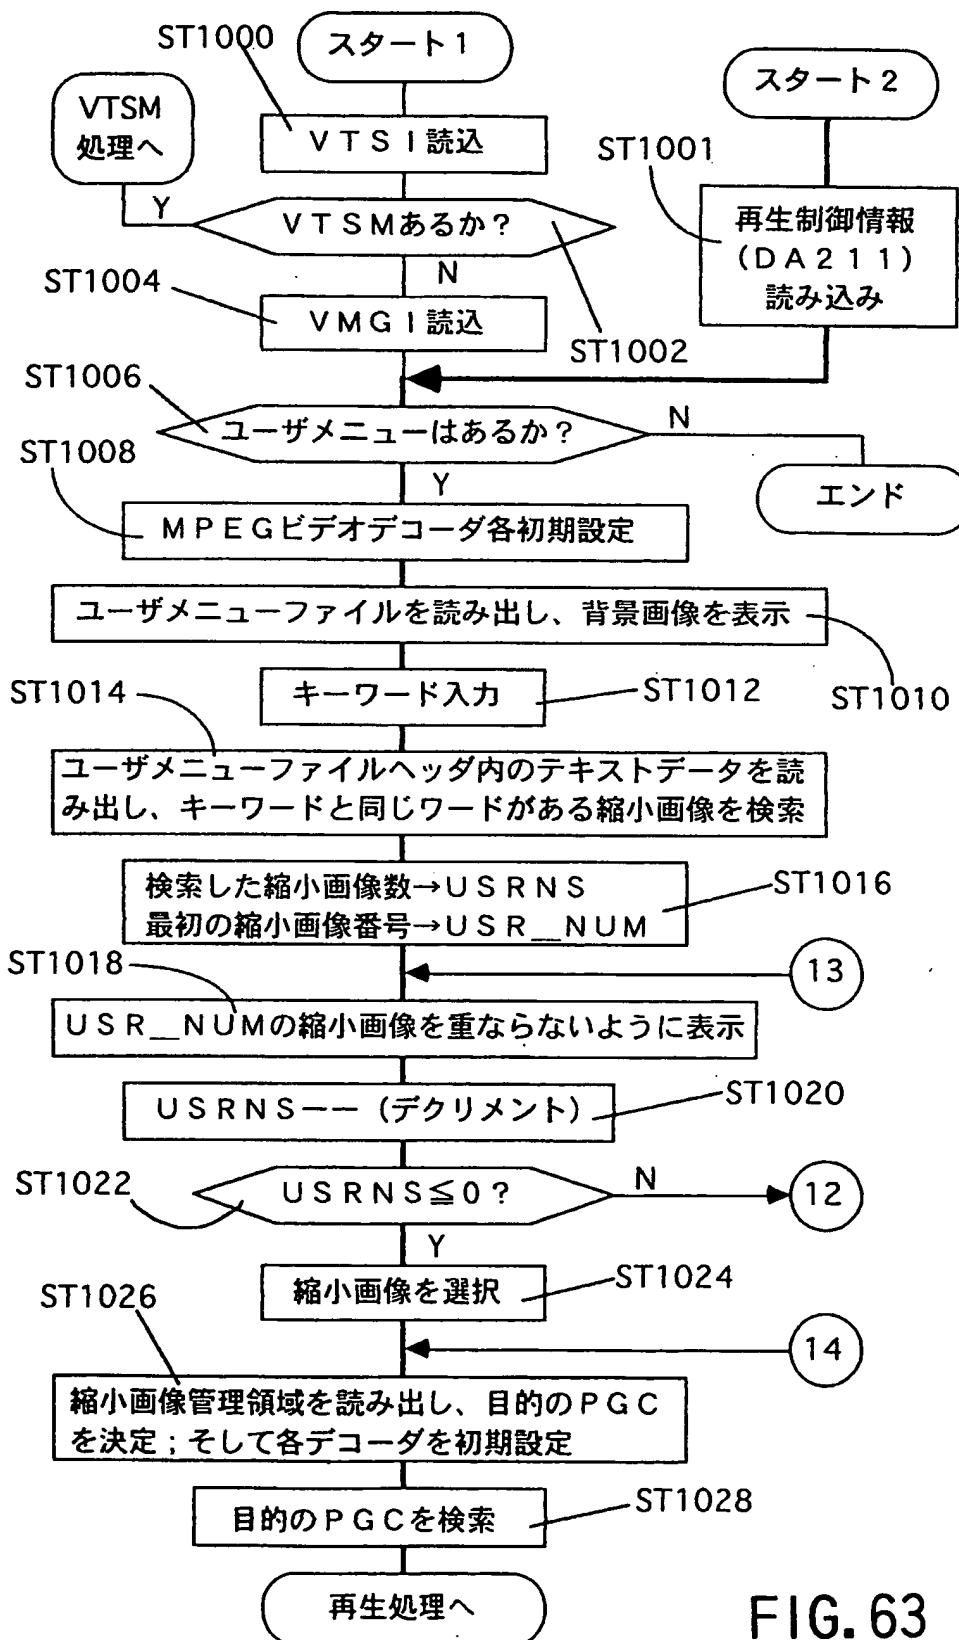 ST1000
スタート1
スタート2
VTSM
処理へ
VTSI読込
ST1001
Y
VTSMあるか?
再生制御情報
(DA211)
読み込み
N
ST1004
VMGI読込
ST1002
ST1006
ユーザメニューはあるか?
N
ST1008
Y
エンド
MPEGビデオデコーダ各初期設定
ユーザメニューファイルを読み出し、背景画像を表示
ST1014
キーワード入力
ST1012
ST1010
ユーザメニューファイルヘッダ内のテキストデータを読
み出し、キーワードと同じワードがある縮小画像を検索
検索した縮小画像数→USRNS
最初の縮小画像番号→USR__NUM
ST1016
ST1018
13
USR__NUMの縮小画像を重ならないように表示
USRNS−−(デクリメント)
ST1020
ST1022
USRNS≦0?
N
12
Y
縮小画像を選択
ST1024
ST1026
14
縮小画像管理領域を読み出し、目的のPGC
を決定;そして各デコーダを初期設定
目的のPGCを検索
ST1028
再生処理へ
FIG. 63